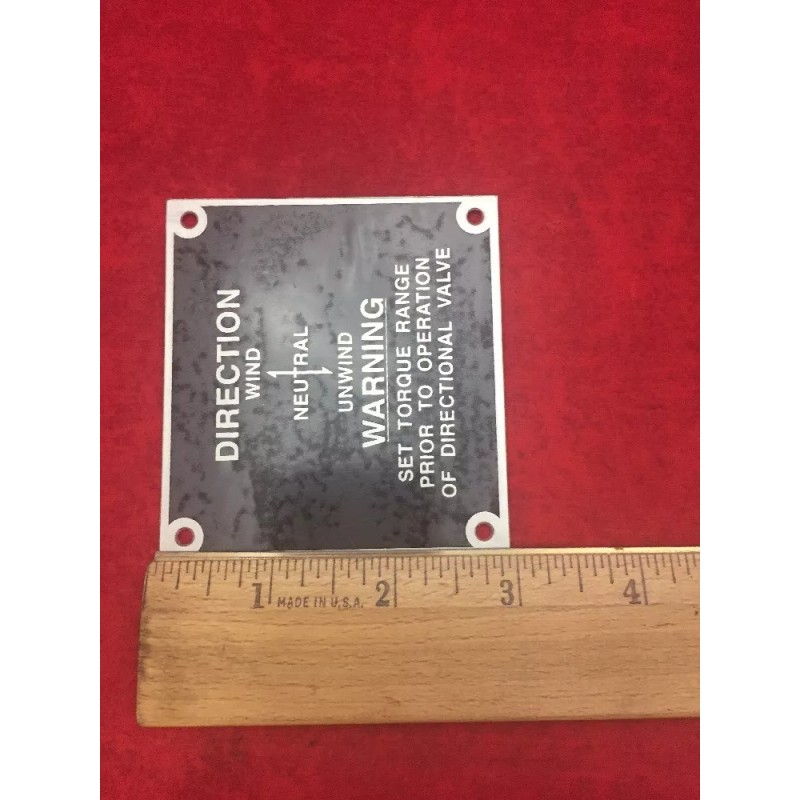 DIRECTION
WIND
NEUTRAL
UNWIND
WARNING
SET TORQUE RANGE
PRIOR TO OPERATION
OF DIRECTIONAL VALVE
1 MADE IN U.S.A. 2 3 4